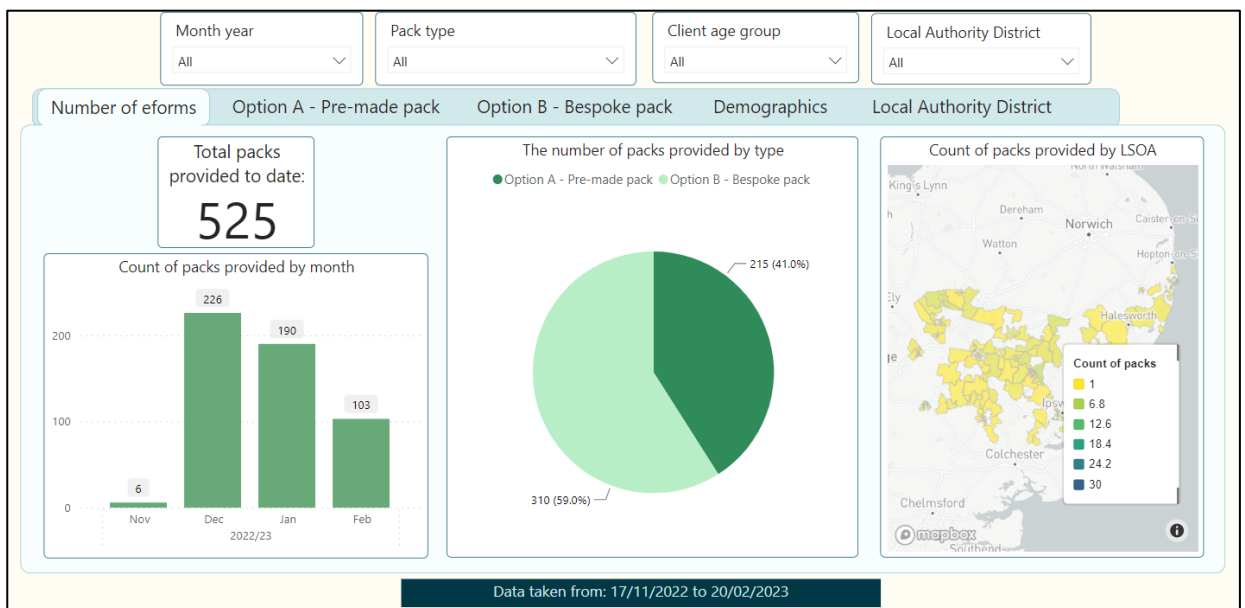 Month year
All
Pack type
All
Client age group
All
Local Authority District
All
Number of eforms
Option A - Pre-made pack
Option B - Bespoke pack
Demographics
Local Authority District
Total packs
provided to date:
525
Count of packs provided by month
226
190
103
6
200
100
0
Nov
Dec
Jan
Feb
2022/23
The number of packs provided by type
Option A - Pre-made pack
Option B - Bespoke pack
215 (41.0%)
310 (59.0%)
Count of packs provided by LSOA
North Walsham
King's Lynn
Dereham
Norwich
Caister-on-S
Watton
Hopton-on-S
Ely
Halesworth
Ipsw
Colchester
Chelmsford
Southend
Count of packs
1
6.8
12.6
18.4
24.2
30
mapbox
Data taken from: 17/11/2022 to 20/02/2023